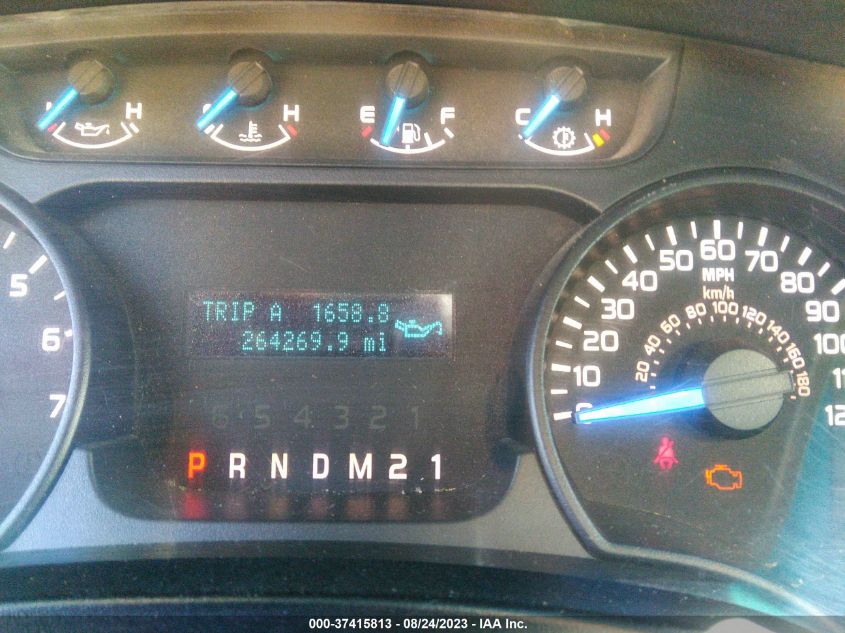 H H E F C H
TRIP A 1658.8
264269.9 mi
6 5 4 3 2 1
P R N D M 2 1
5
6
7
10 20 30 40 50 60 70 80 90 100
MPH
km/h
20 40 60 80 100 120 140 160 180
000-37415813 - 08/24/2023 - IAA Inc.